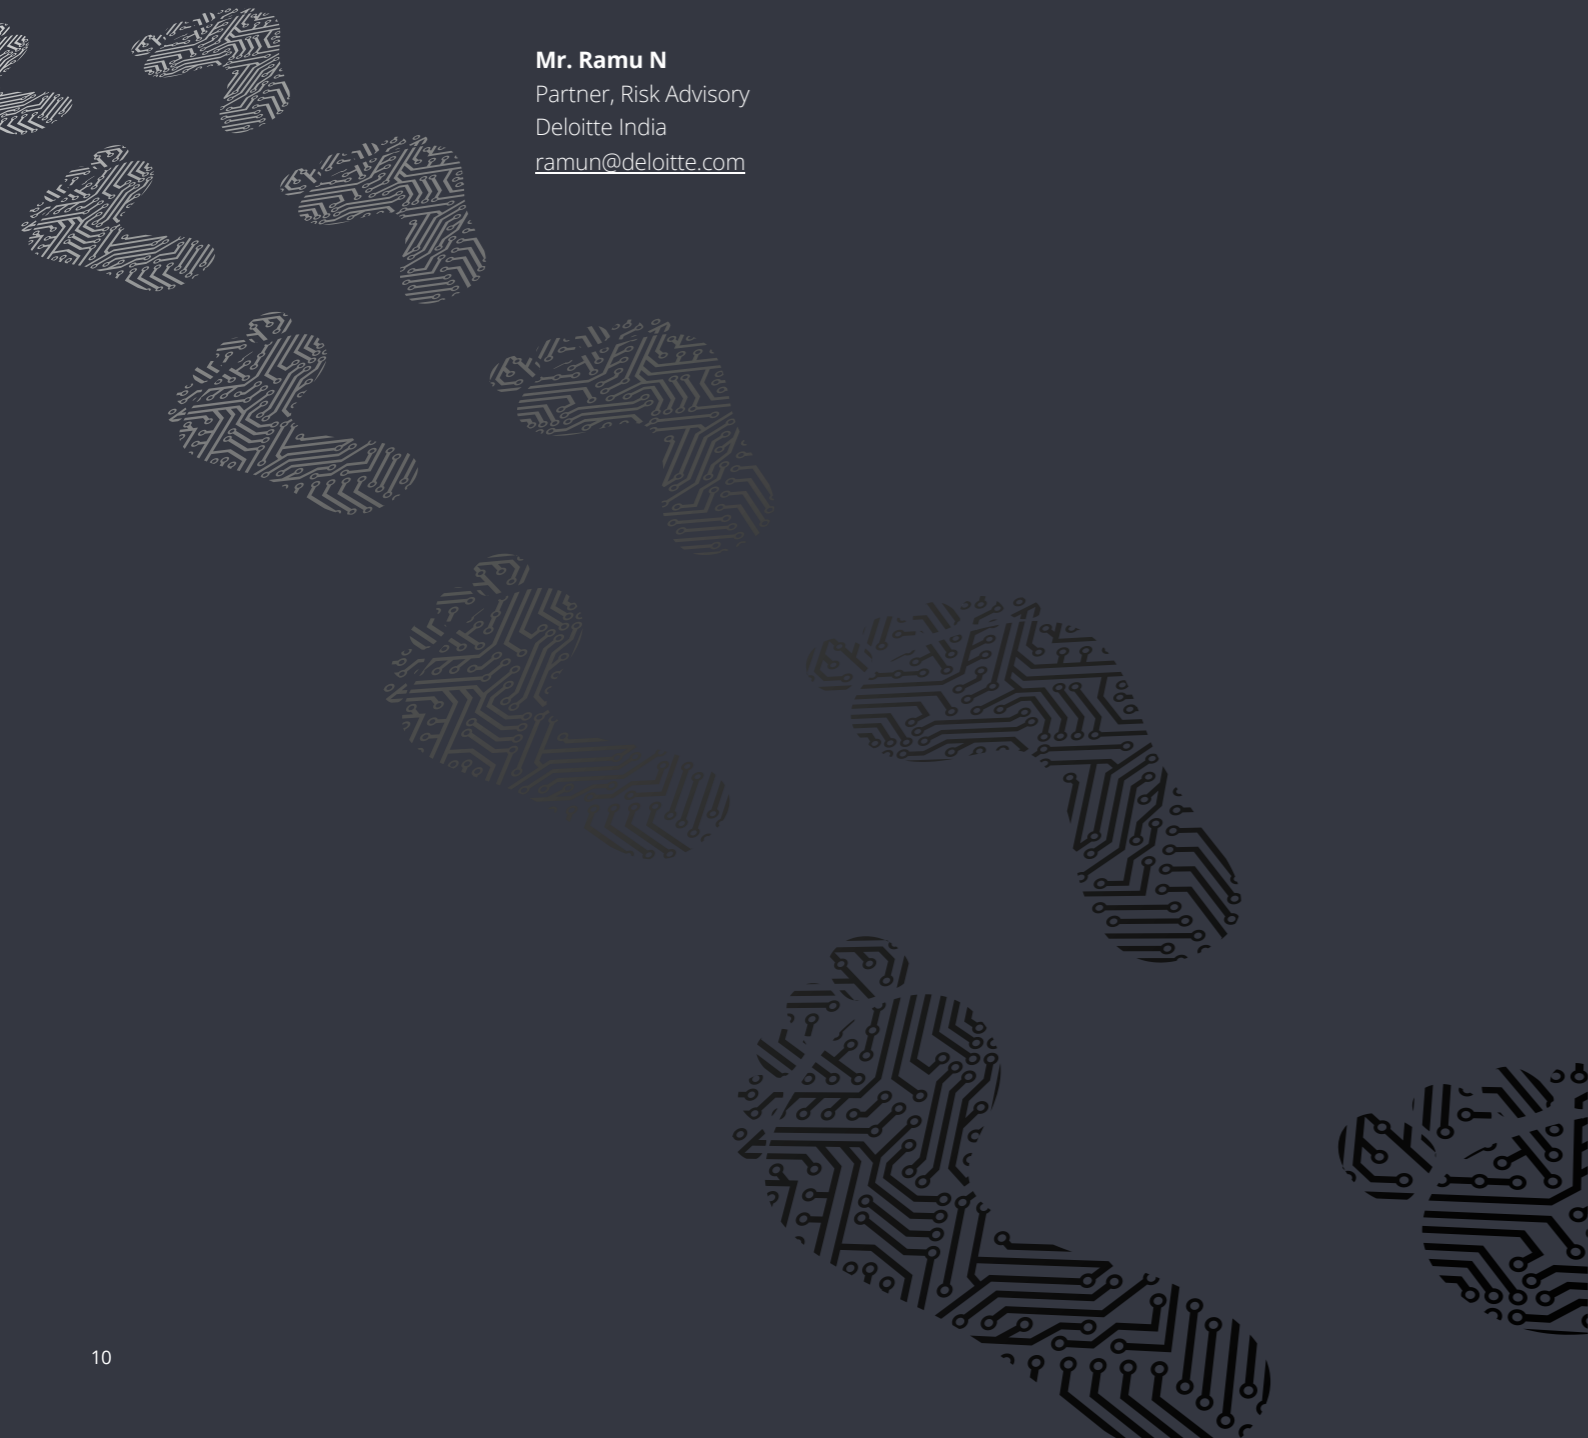 Mr. Ramu N
Partner, Risk Advisory
Deloitte India
ramun@deloitte.com
10